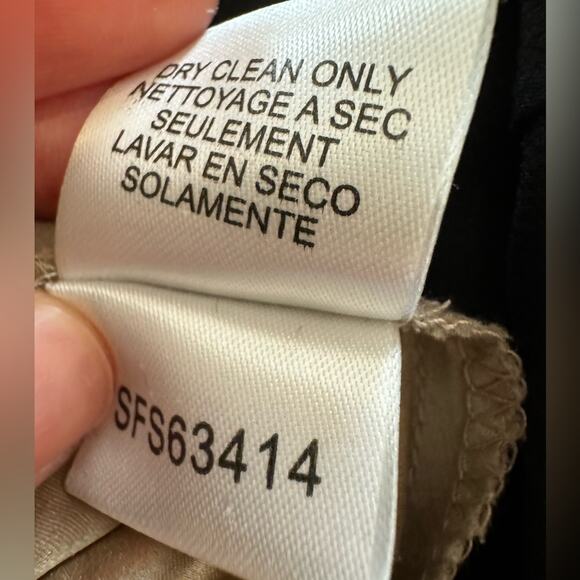 DRY CLEAN ONLY
NETTOYAGE A SEC
SEULEMENT
LAVAR EN SECO
SOLAMENTE
SFS63414